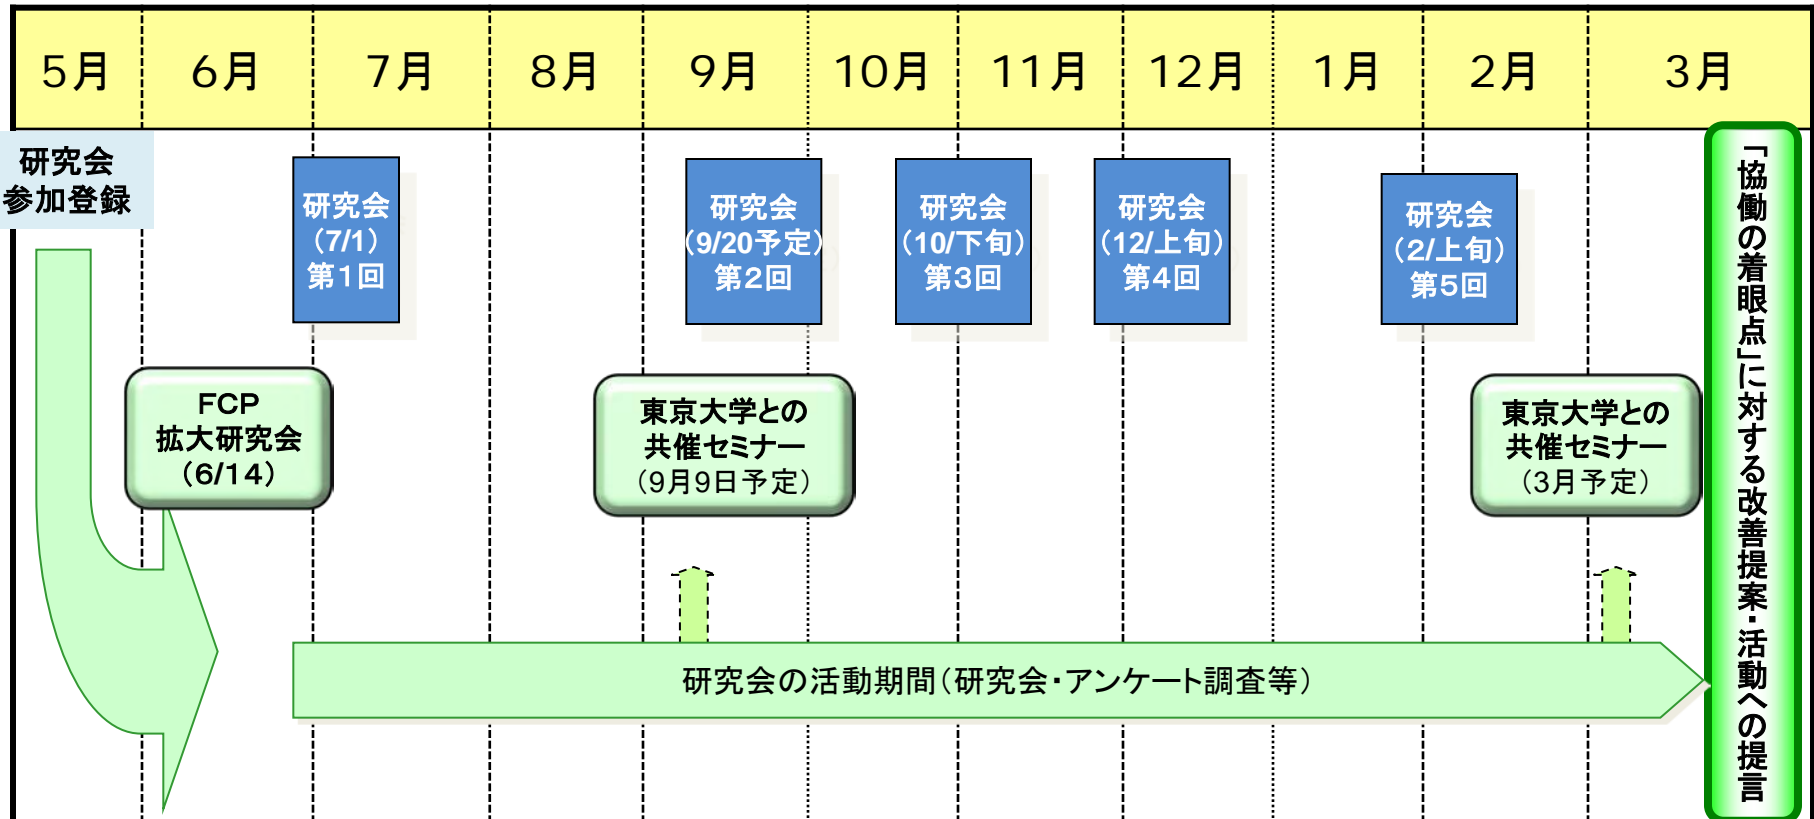 5月 6月 7月 8月 9月 10月 11月 12月 1月 2月 3月
研究会
参加登録
研究会
(7/1)
第1回
研究会
(9/20予定)
第2回
研究会
(10/下旬)
第3回
研究会
(12/上旬)
第4回
研究会
(2/上旬)
第5回
FCP
拡大研究会
(6/14)
東京大学との
共催セミナー
(9月9日予定)
東京大学との
共催セミナー
(3月予定)
研究会の活動期間(研究会・アンケート調査等)
「協働の着眼点」に対する改善提案・活動への提言